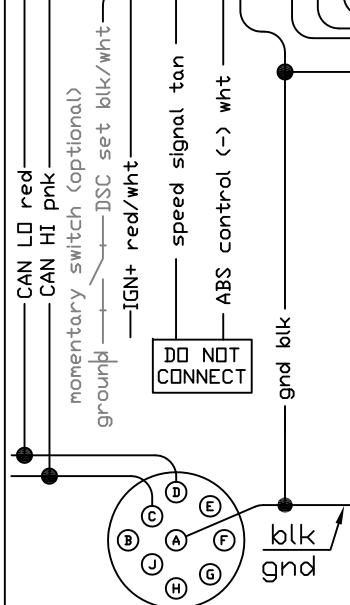 CAN LO red
CAN HI pnk
momentary switch (optional)
ground
DSC set blk/wht
IGN+ red/wht
speed signal tan
ABS control (-) wht
DO NOT
CONNECT
gnd blk
D
E
C
B
A
F
J
G
H
blk
gnd